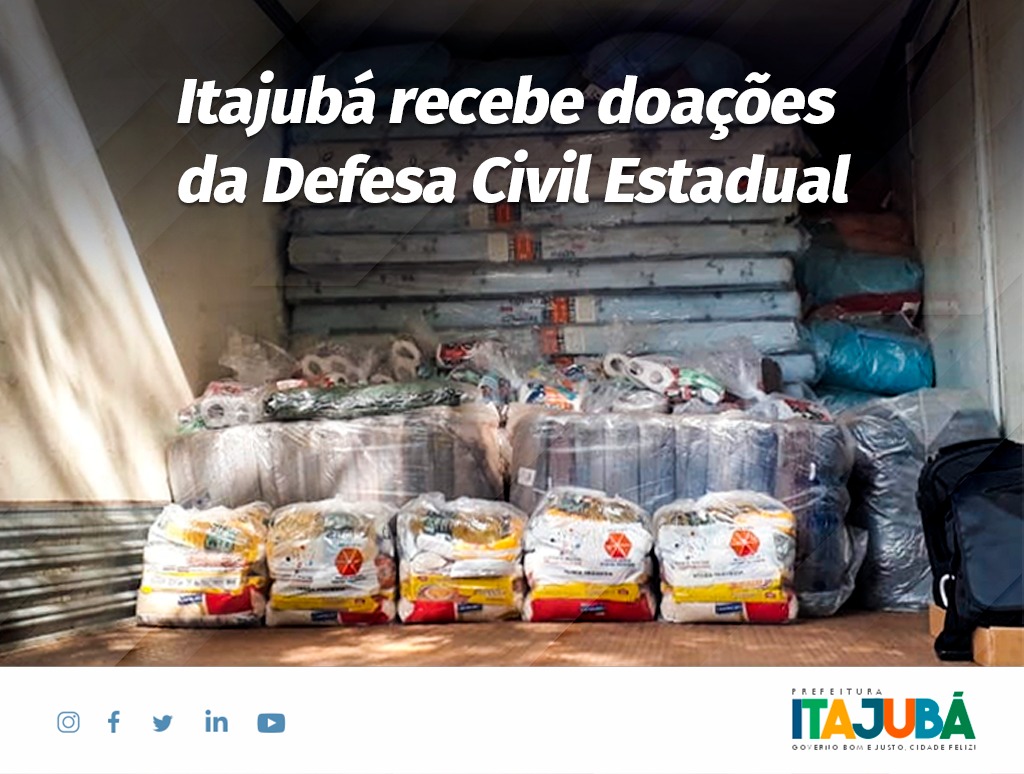 Itajubá recebe doações
da Defesa Civil Estadual
PREFEITURA
ITAJUBÁ
GOVERNO BOM E JUSTO, CIDADE FELIZ!